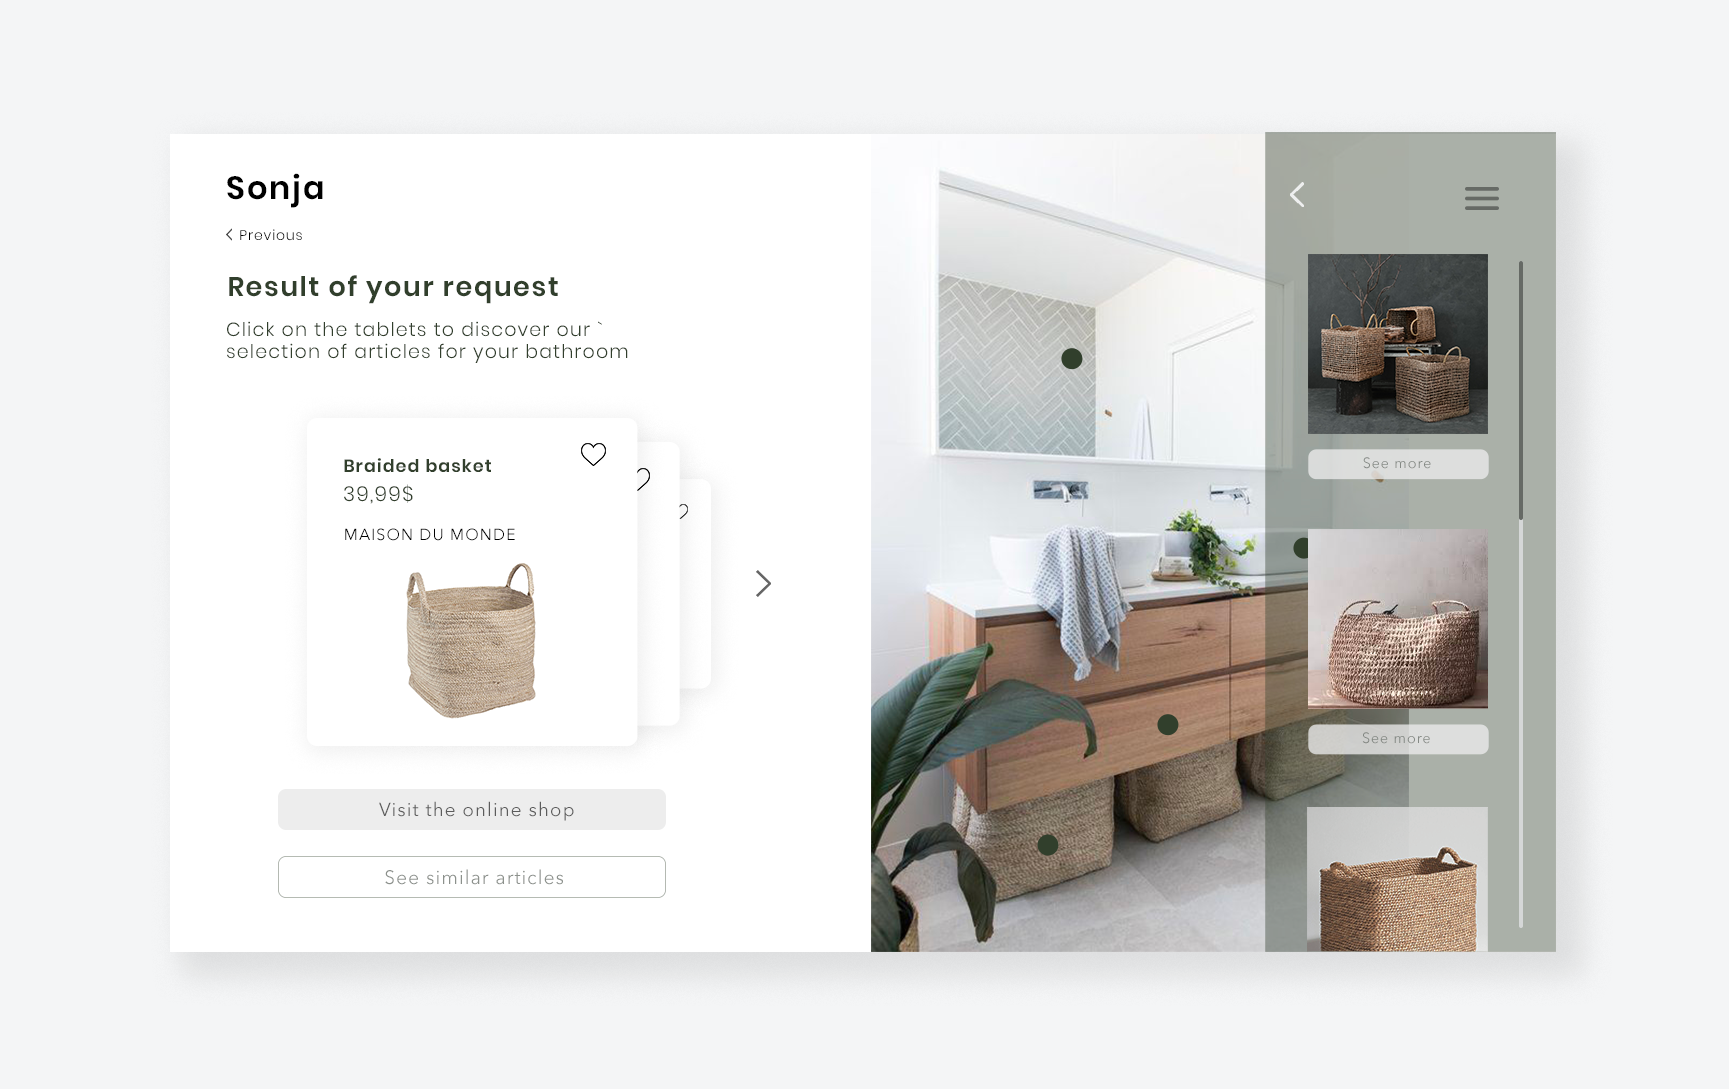 Sonja
Previous
Result of your request
Click on the tablets to discover our `
selection of articles for your bathroom
Braided basket
39,99$
MAISON DU MONDE
Visit the online shop
See similar articles
See more
See more